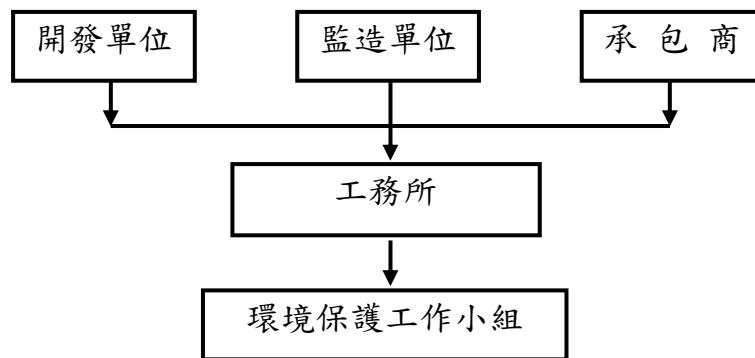 開發單位
監造單位
承 包 商
工務所
環境保護工作小組